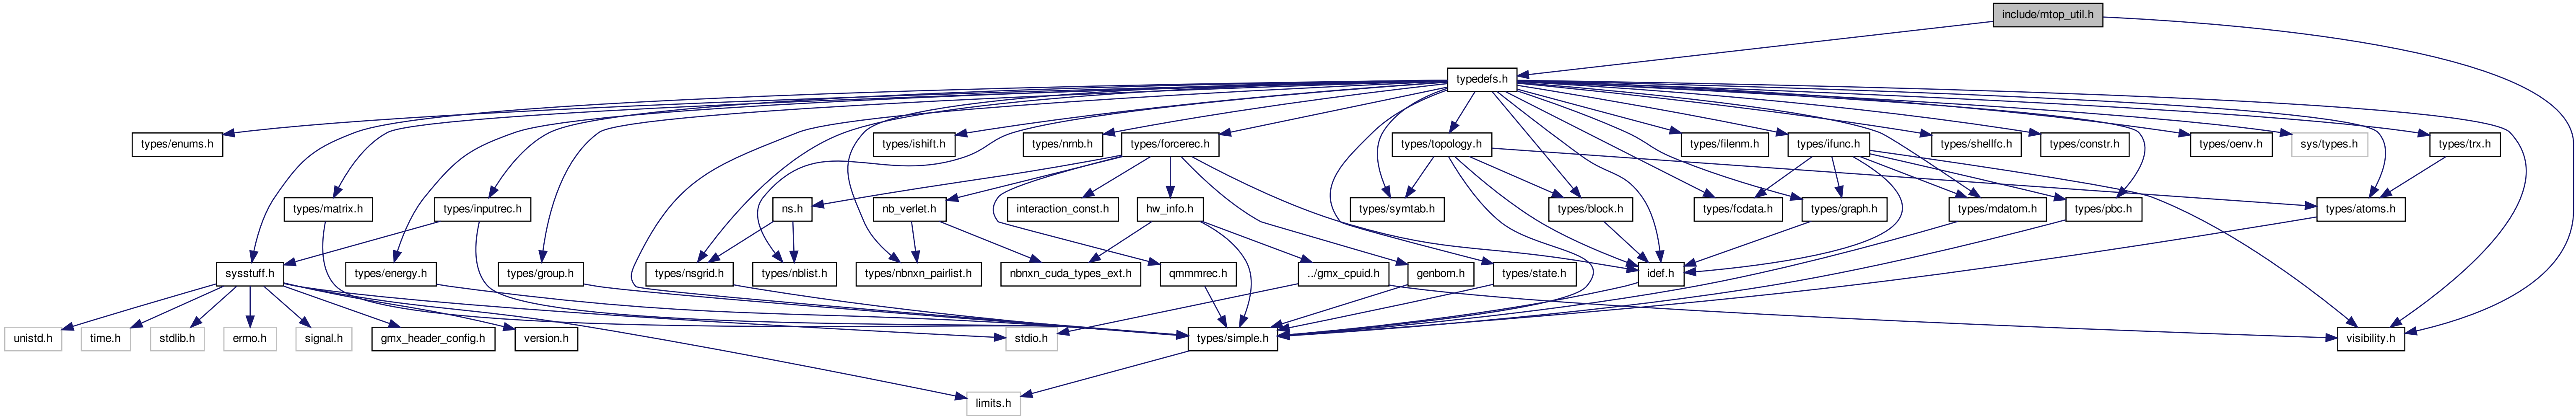 include/mtop_util.h
typedefs.h
types/enums.h
types/ishift.h
types/nrnb.h
types/forcerec.h
types/topology.h
types/filenm.h
types/ifunc.h
types/shellfc.h
types/constr.h
types/oenv.h
sys/types.h
types/trx.h
types/matrix.h
types/inputrec.h
ns.h
nb_verlet.h
interaction_const.h
hw_info.h
types/symtab.h
types/block.h
types/fcdata.h
types/graph.h
types/mdatom.h
types/pbc.h
types/atoms.h
sysstuff.h
types/energy.h
types/group.h
types/nsgrid.h
types/nblist.h
types/nbnxn_pairlist.h
nbnxn_cuda_types_ext.h
qmmmrec.h
../gmx_cpuid.h
genborn.h
types/state.h
idef.h
unistd.h
time.h
stdlib.h
errno.h
signal.h
gmx_header_config.h
version.h
stdio.h
types/simple.h
visibility.h
limits.h